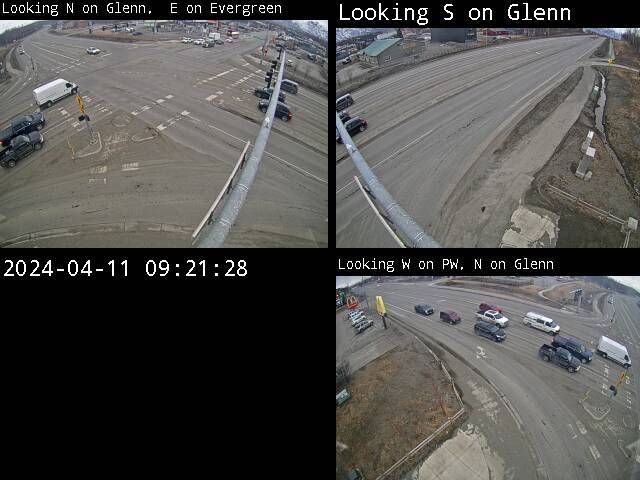 Looking N on Glenn,  E on Evergreen
Looking S on Glenn
2024-04-11 09:21:28
Looking W on PW, N on Glenn